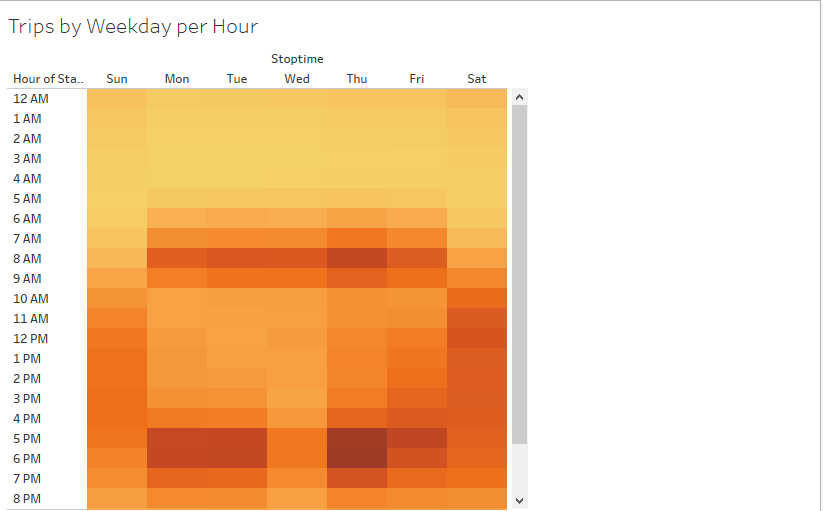 Trips by Weekday per Hour
Stoptime
Hour of Sta.. Sun Mon Tue Wed Thu Fri Sat
12 AM
1 AM
2 AM
3 AM
4 AM
5 AM
6 AM
7 AM
8 AM
9 AM
10 AM
11 AM
12 PM
1 PM
2 PM
3 PM
4 PM
5 PM
6 PM
7 PM
8 PM